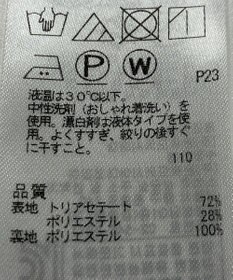 P W P23
液温は30℃以下。
中性洗剤(おしゃれ着洗い)を
使用。漂白剤は液体タイプを使
用。よくすすぎ、絞りの後すぐ
に干すこと。
110
品質
表地 トリアセテート 72%
ポリエステル 28%
裏地 ポリエステル 100%